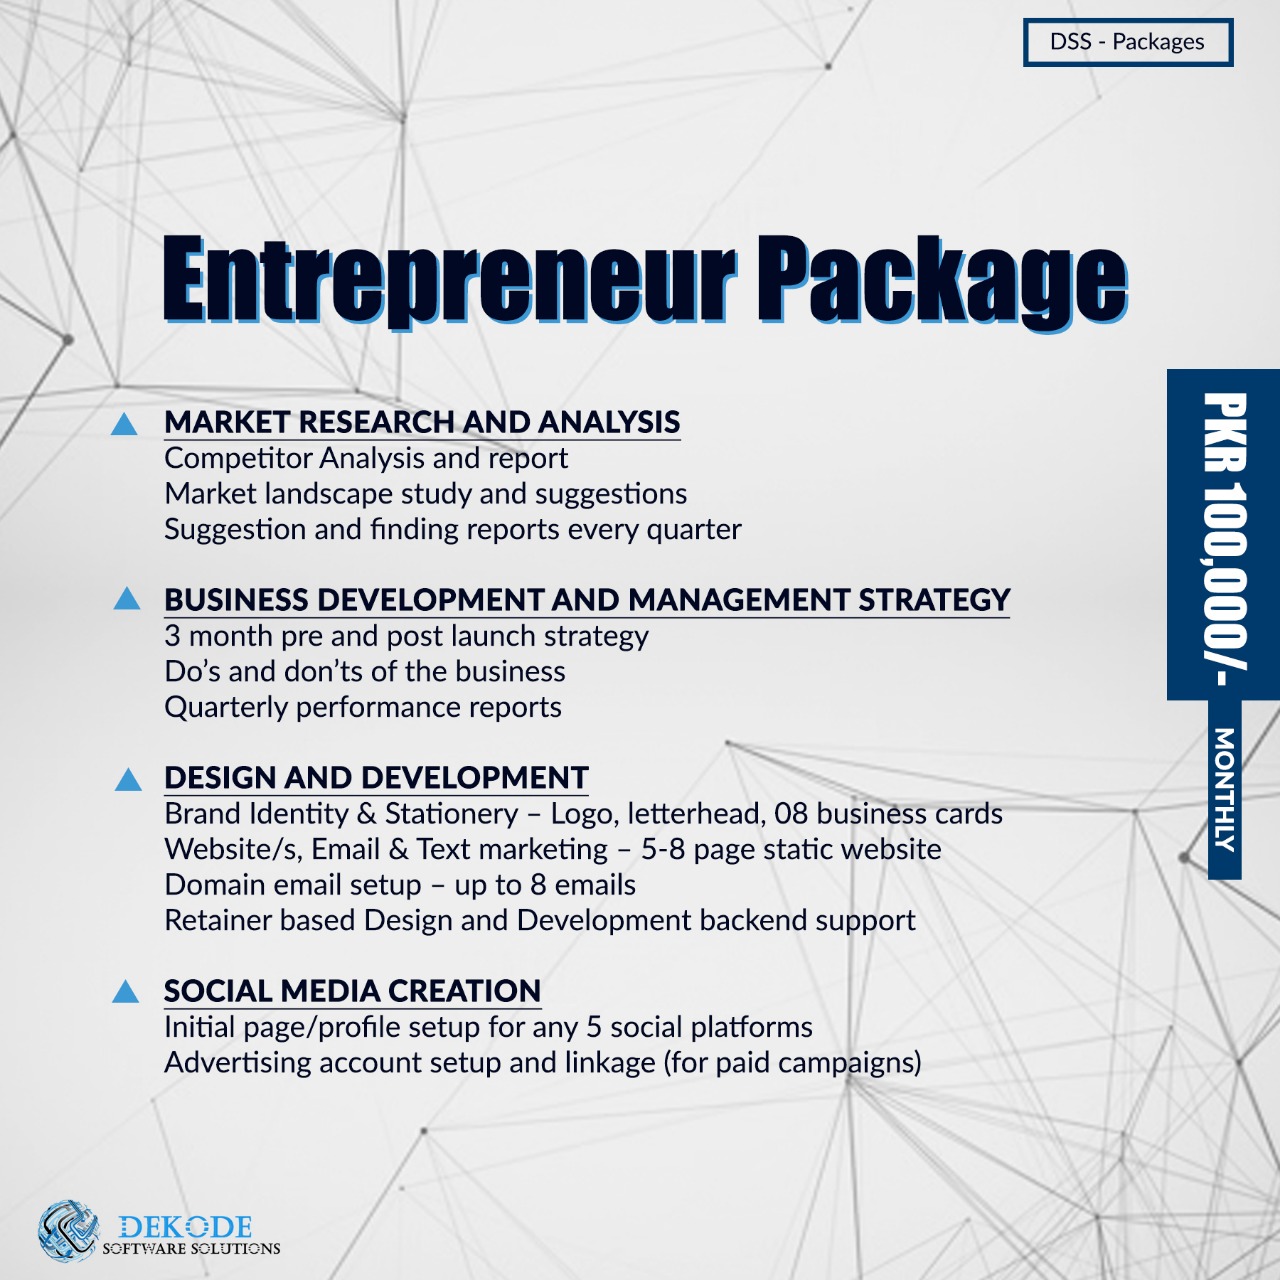 DSS - Packages
Entrepreneur Package
MARKET RESEARCH AND ANALYSIS
Competitor Analysis and report
Market landscape study and suggestions
Suggestion and finding reports every quarter
BUSINESS DEVELOPMENT AND MANAGEMENT STRATEGY
3 month pre and post launch strategy
Do’s and don’ts of the business
Quarterly performance reports
DESIGN AND DEVELOPMENT
Brand Identity & Stationery – Logo, letterhead, 08 business cards
Website/s, Email & Text marketing – 5-8 page static website
Domain email setup – up to 8 emails
Retainer based Design and Development backend support
SOCIAL MEDIA CREATION
Initial page/profile setup for any 5 social platforms
Advertising account setup and linkage (for paid campaigns)
PKR 100,000/-
MONTHLY
DEKODE
SOFTWARE SOLUTIONS